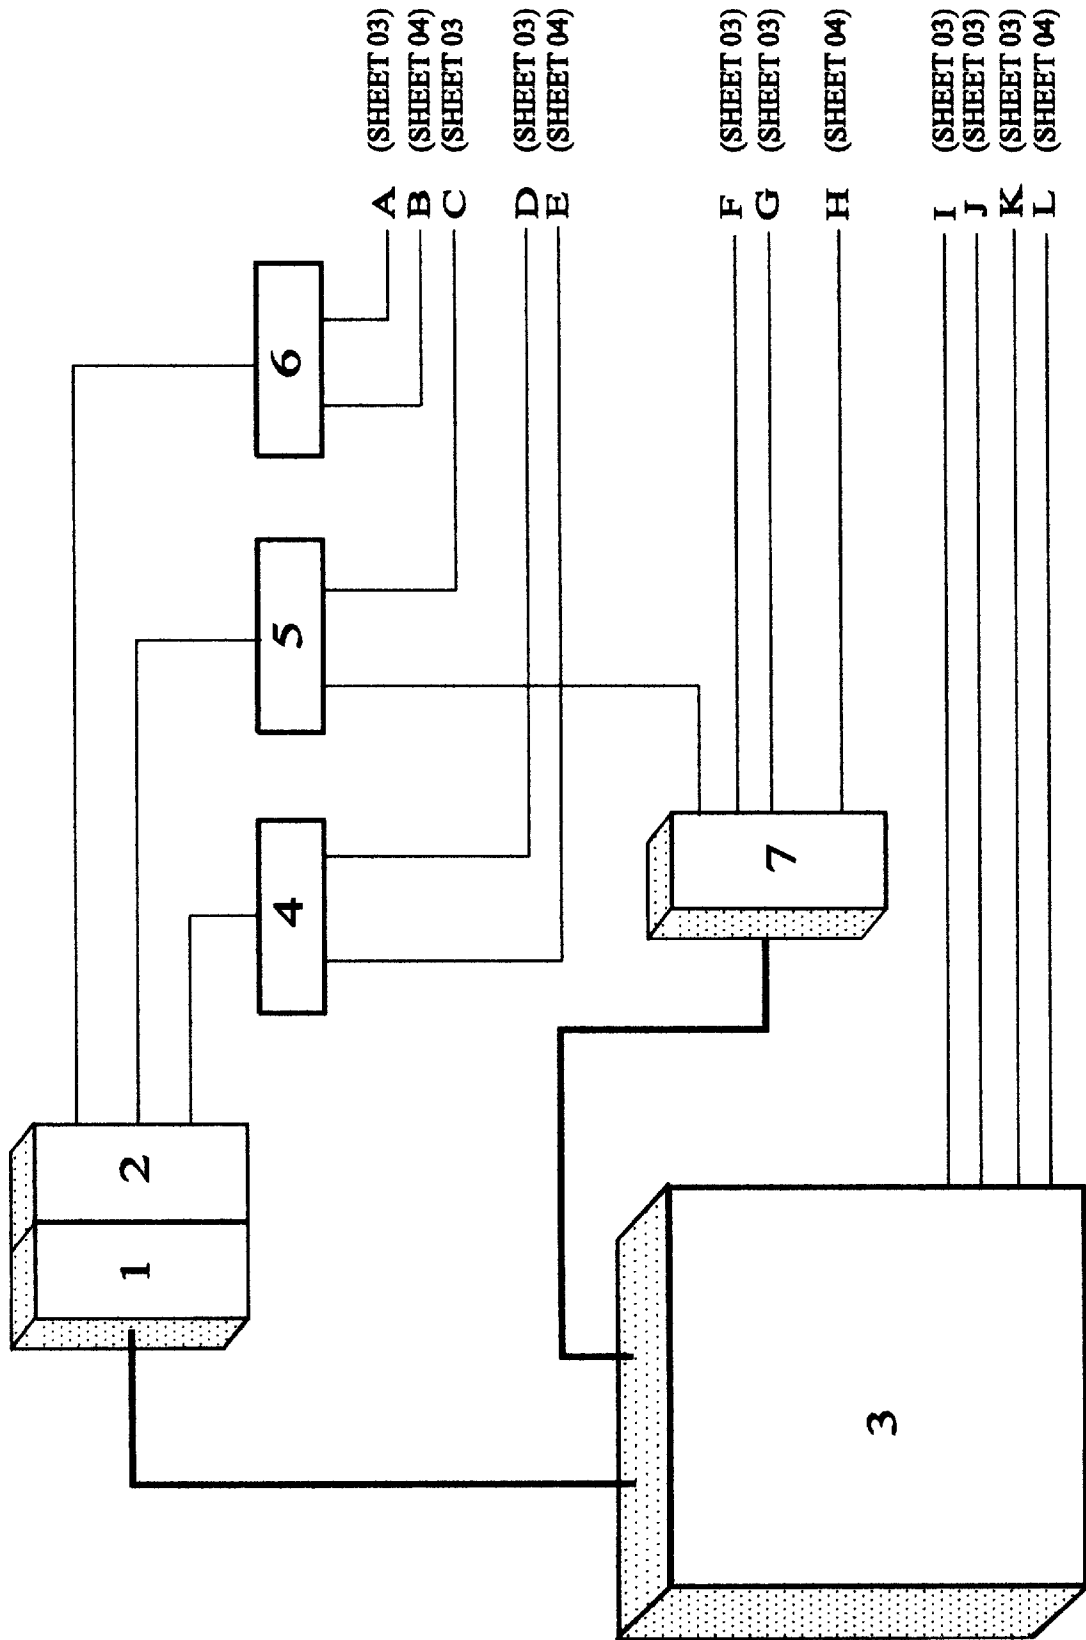 A (SHEET 03)
B (SHEET 04)
C (SHEET 03
D (SHEET 03)
E (SHEET 04)
F (SHEET 03)
G (SHEET 03)
H (SHEET 04)
I (SHEET 03)
J (SHEET 03)
K (SHEET 03)
L (SHEET 04)
6
5
4
2
1
7
3